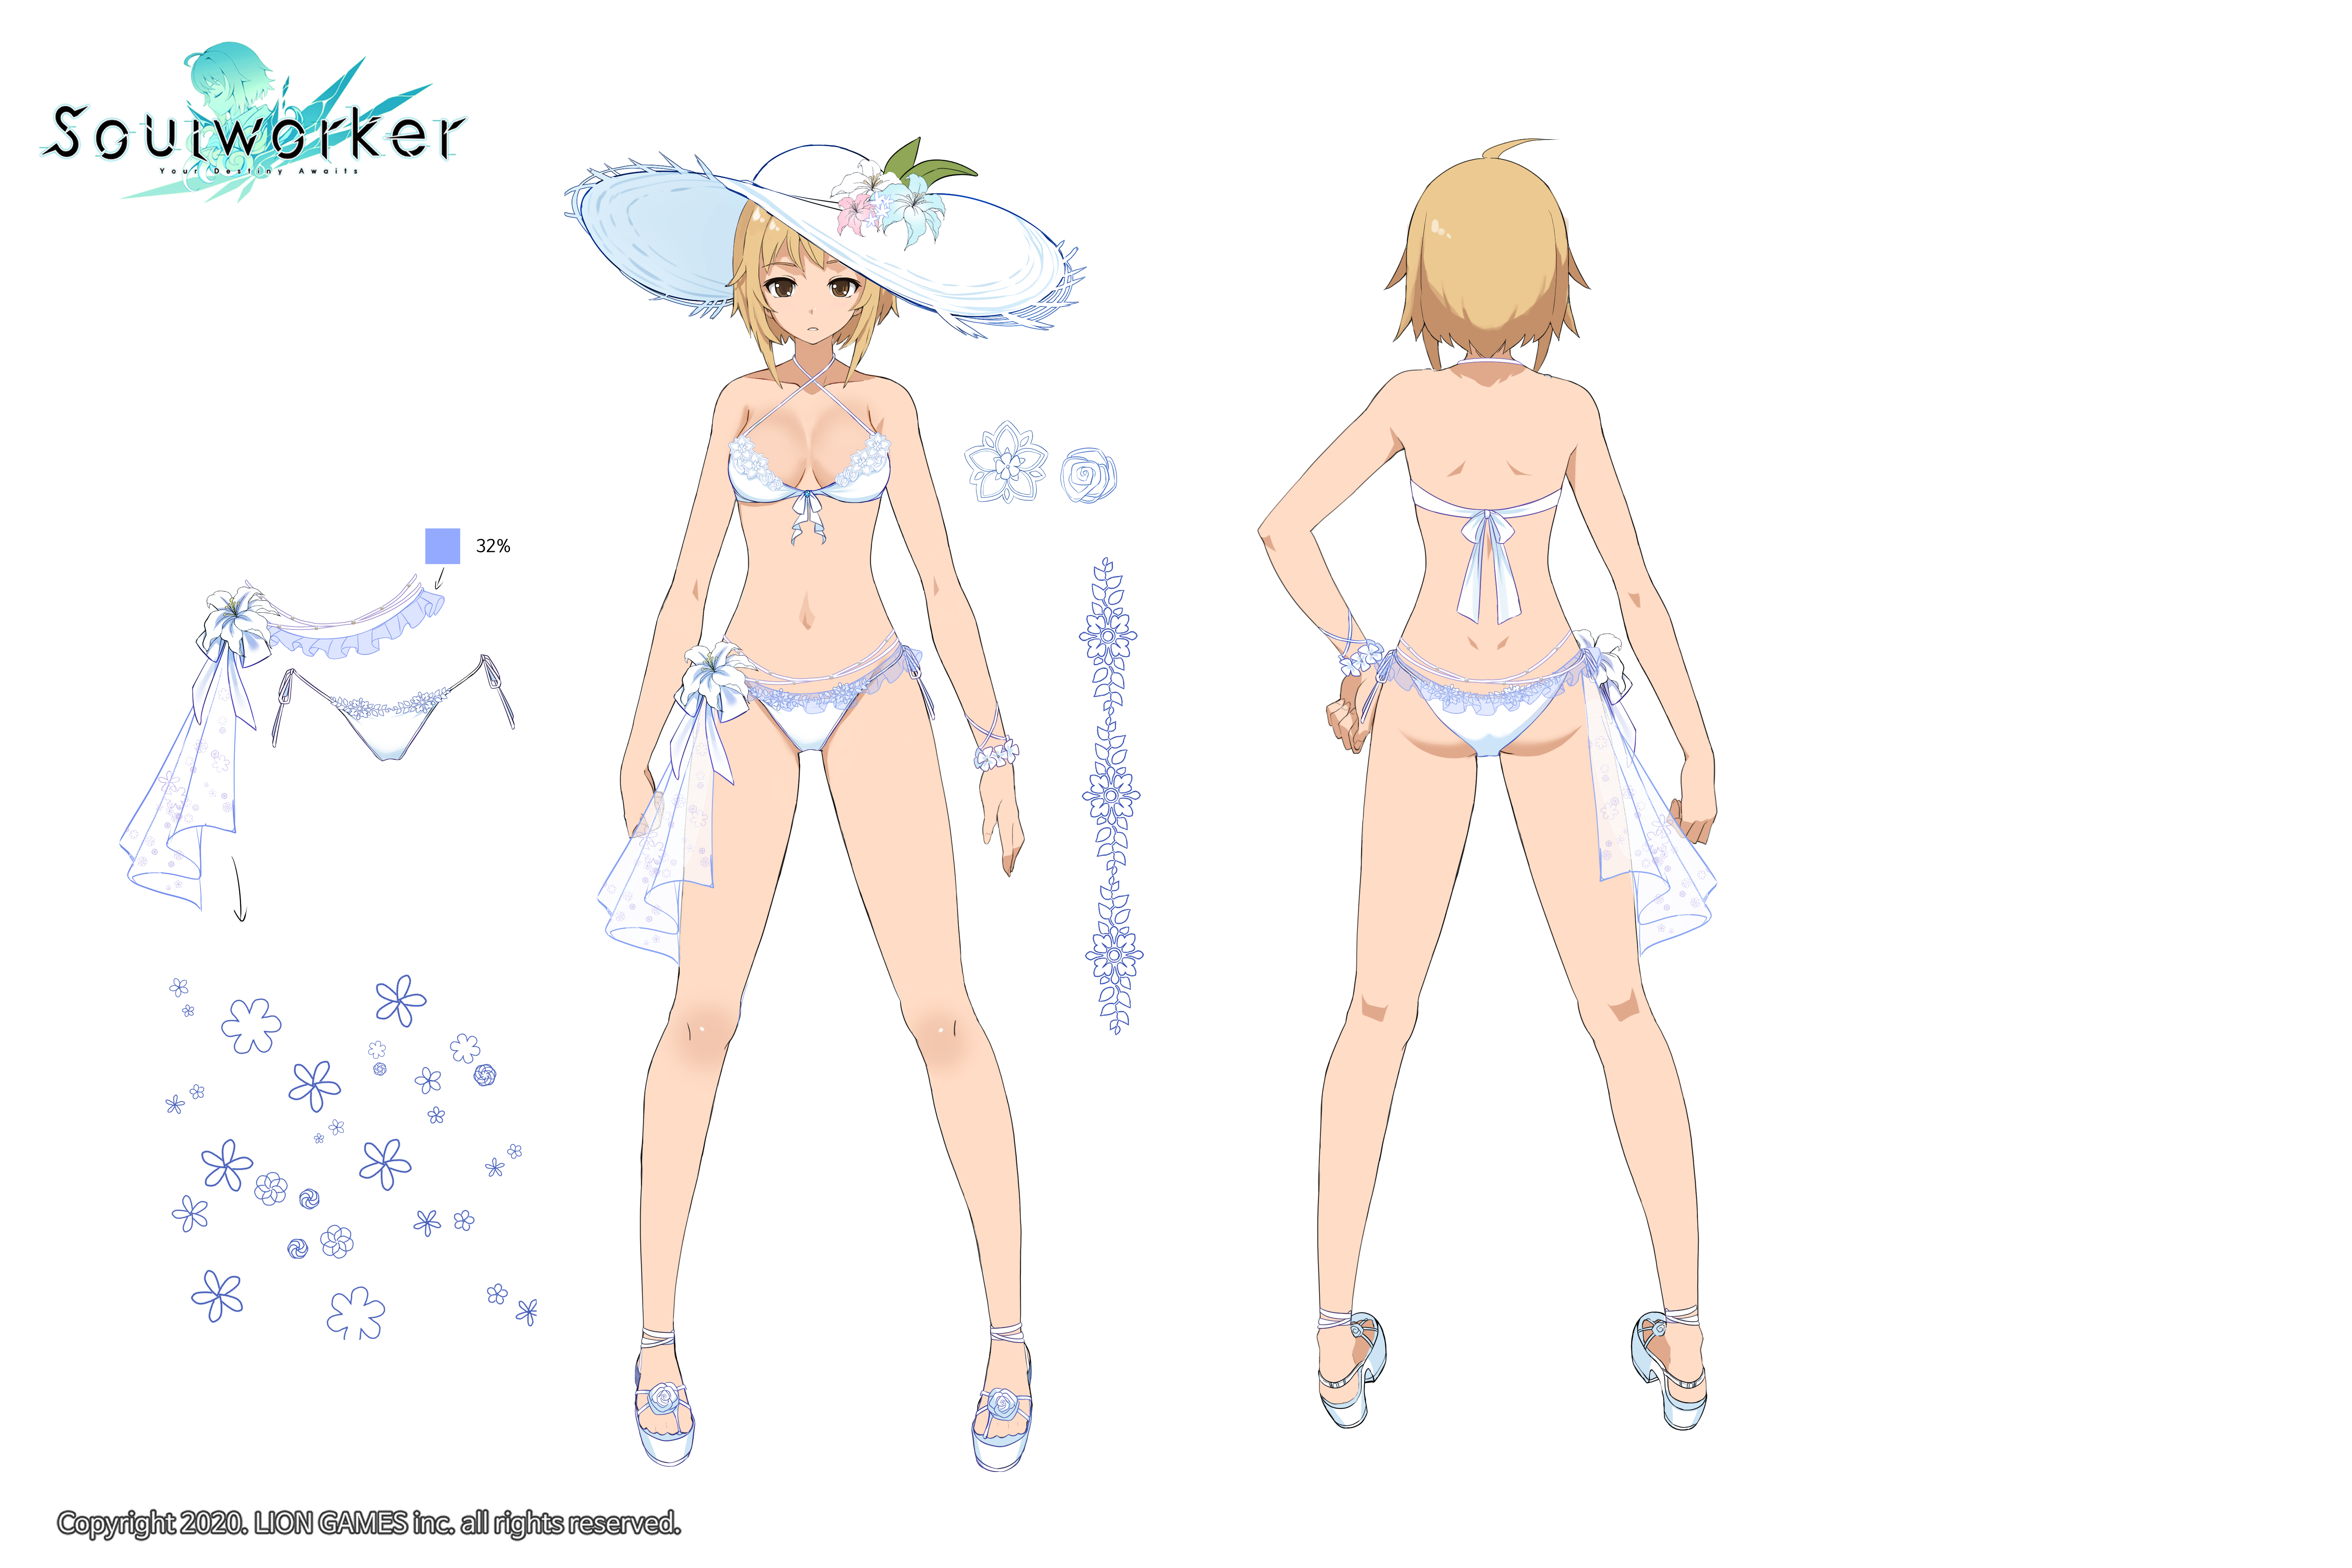 Soulworker
Your Destiny Awaits
32%
Copyright 2020. LION GAMES inc. all rights reserved.